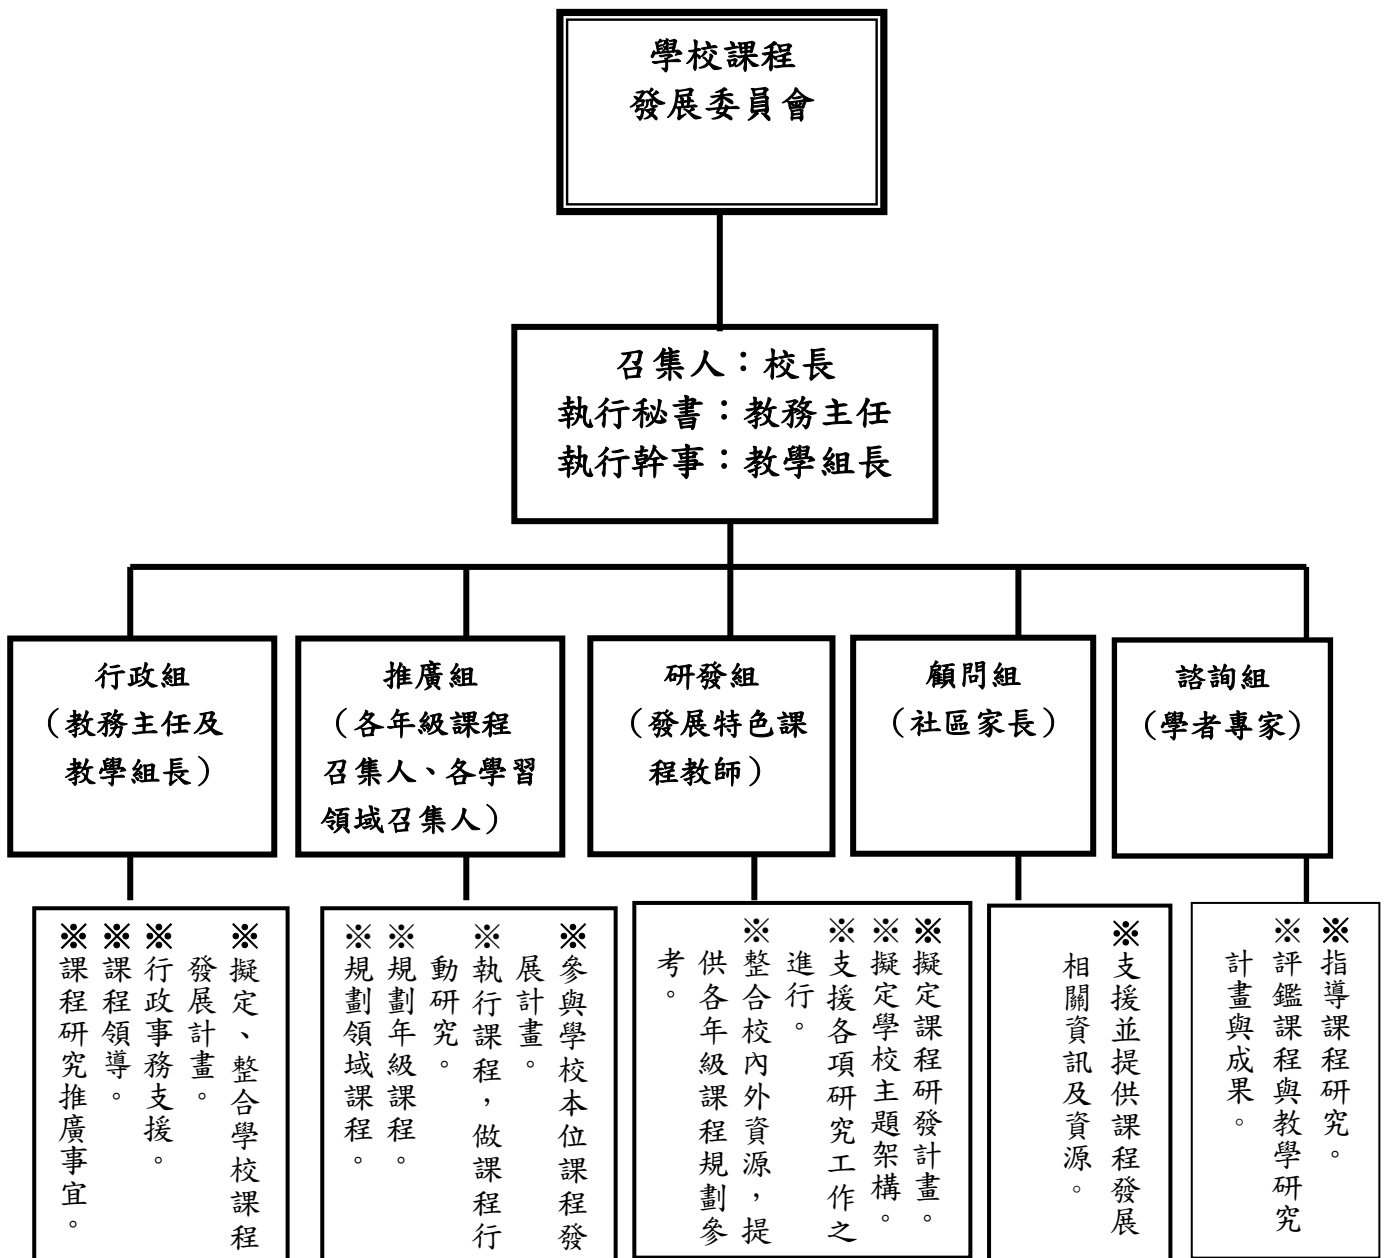 學校課程
發展委員會
召集人：校長
執行秘書：教務主任
執行幹事：教學組長
行政組
（教務主任及
教學組長）
推廣組
（各年級課程
召集人、各學習
領域召集人）
研發組
（發展特色課
程教師）
顧問組
（社區家長）
諮詢組
（學者專家）
※擬定、整合學校課程
發展計畫。
※行政事務支援。
※課程領導。
※課程研究推廣事宜。
※參與學校本位課程發
展計畫。
※執行課程，做課程行
動研究。
※規劃年級課程。
※規劃領域課程。
※擬定課程研發計畫。
※擬定學校主題架構。
※支援各項研究工作之
進行。
※整合校內外資源，提
供各年級課程規劃參
考。
※支援並提供課程發展
相關資訊及資源。
※指導課程研究。
※評鑑課程與教學研究
計畫與成果。